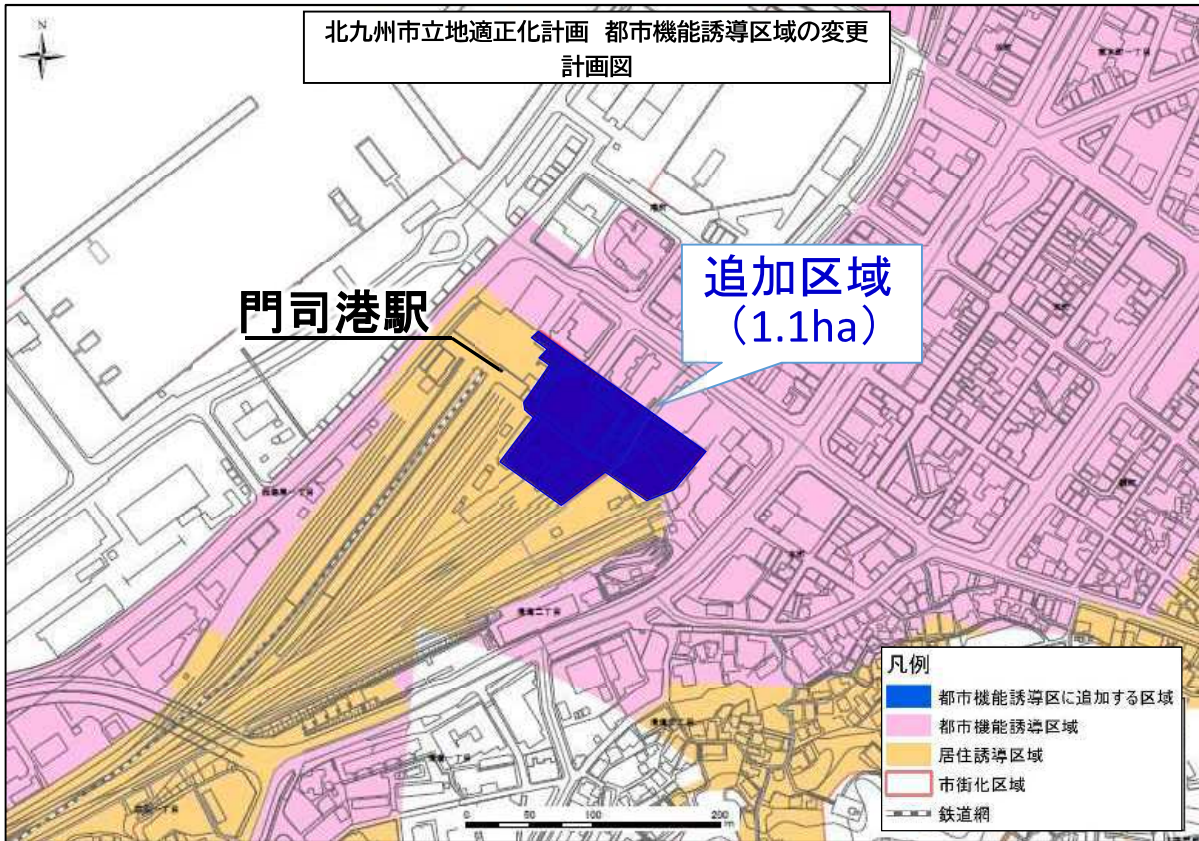 北九州市立地適正化計画 都市機能誘導区域の変更
計画図
N
門司港駅
追加区域
(1.1ha)
凡例
都市機能誘導区に追加する区域
都市機能誘導区域
居住誘導区域
市街化区域
鉄道網
0 50 100 200
m